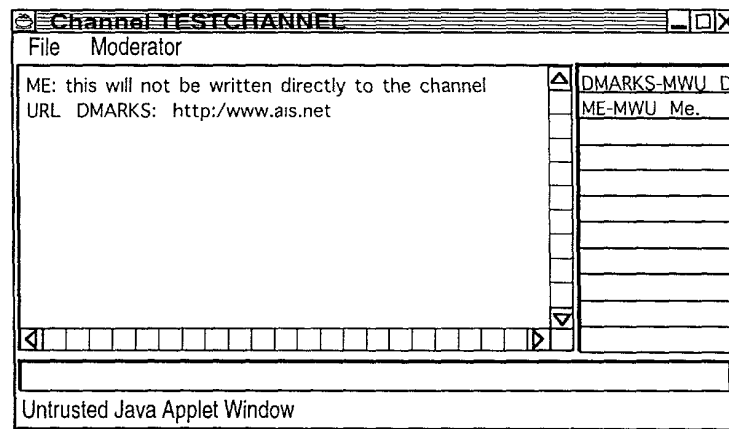 Channel TESTCHANNEL
File Moderator
ME: this will not be written directly to the channel
URL DMARKS: http:/www.ais.net
DMARKS-MWU D
ME-MWU Me.
Untrusted Java Applet Window